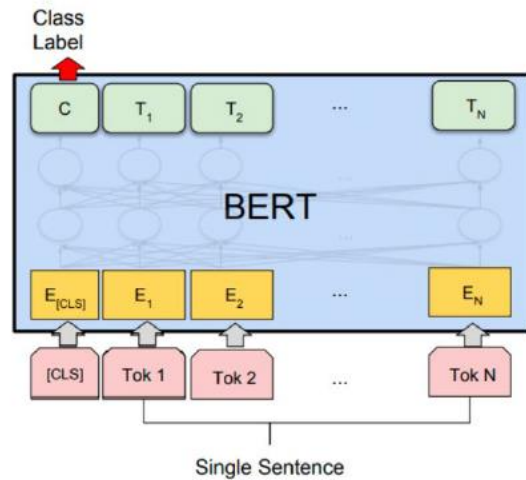 Class
Label
C T1 T2 ... TN
...
BERT
...
E[CLS] E1 E2 ... EN
[CLS] Tok 1 Tok 2 ... Tok N
Single Sentence